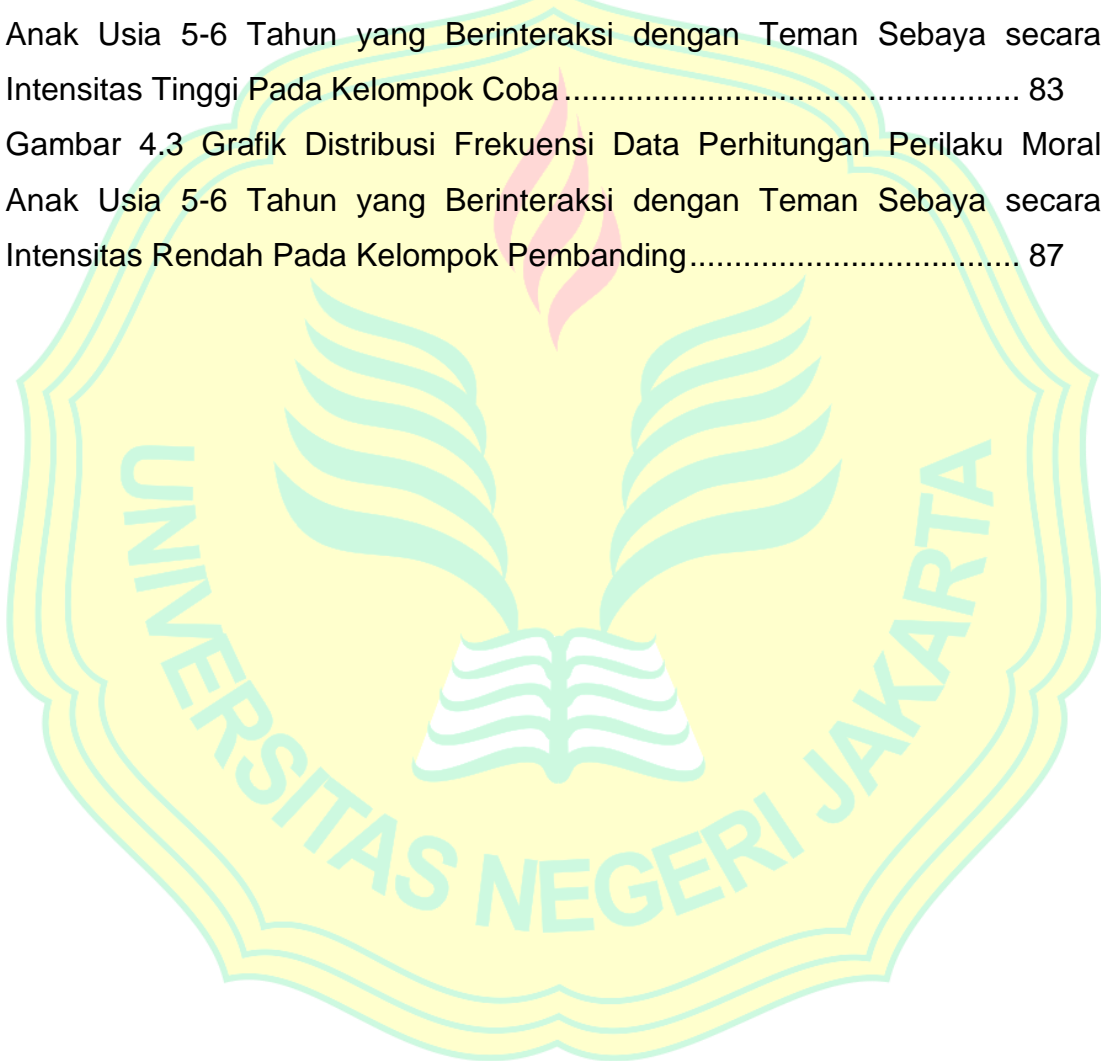 Anak Usia 5-6 Tahun yang Berinteraksi dengan Teman Sebaya secara
Intensitas Tinggi Pada Kelompok Coba................................................... 83
Gambar 4.3 Grafik Distribusi Frekuensi Data Perhitungan Perilaku Moral
Anak Usia 5-6 Tahun yang Berinteraksi dengan Teman Sebaya secara
Intensitas Rendah Pada Kelompok Pembanding..................................... 87
UNIVERSITAS NEGERI JAKARTA